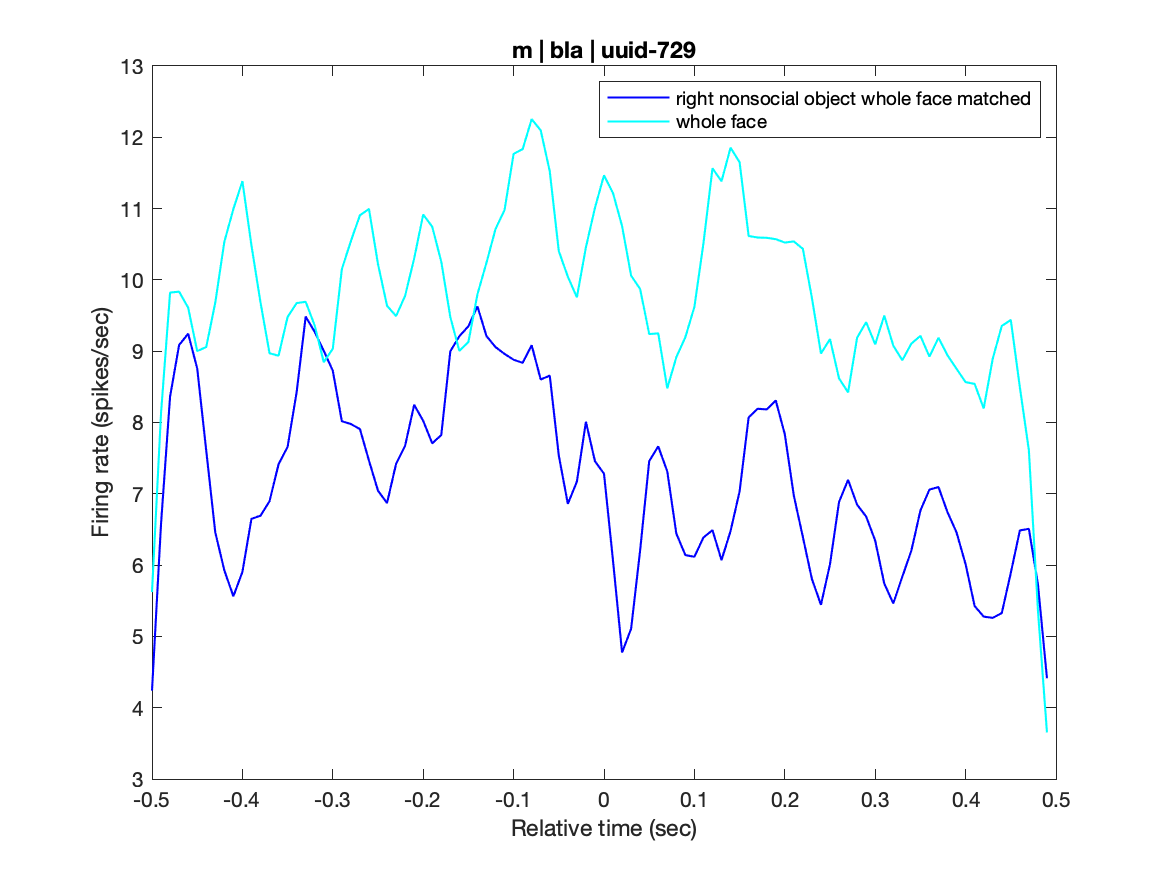 m | bla | uuid-729
right nonsocial object whole face matched
whole face
13
12
11
10
9
8
7
6
5
4
3
Firing rate (spikes/sec)
-0.5 -0.4 -0.3 -0.2 -0.1 0 0.1 0.2 0.3 0.4 0.5
Relative time (sec)